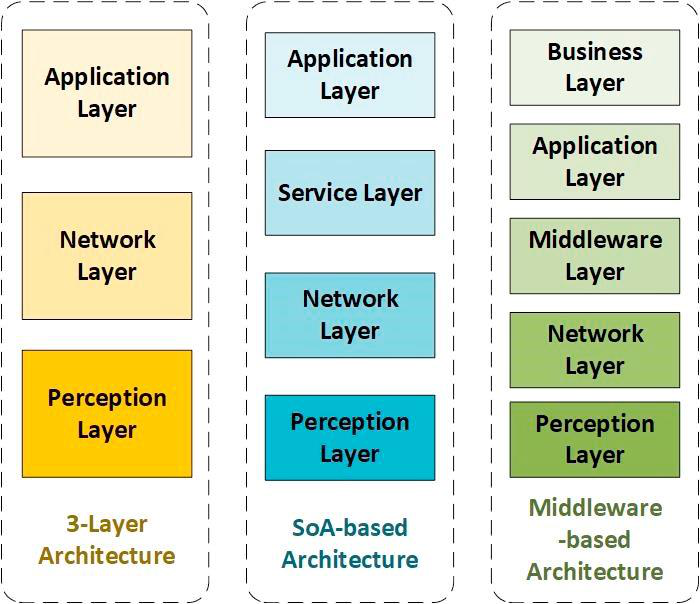 Application
Layer
Network
Layer
Perception
Layer
3-Layer
Architecture
Application
Layer
Service Layer
Network
Layer
Perception
Layer
SoA-based
Architecture
Business
Layer
Application
Layer
Middleware
Layer
Network
Layer
Perception
Layer
Middleware
-based
Architecture